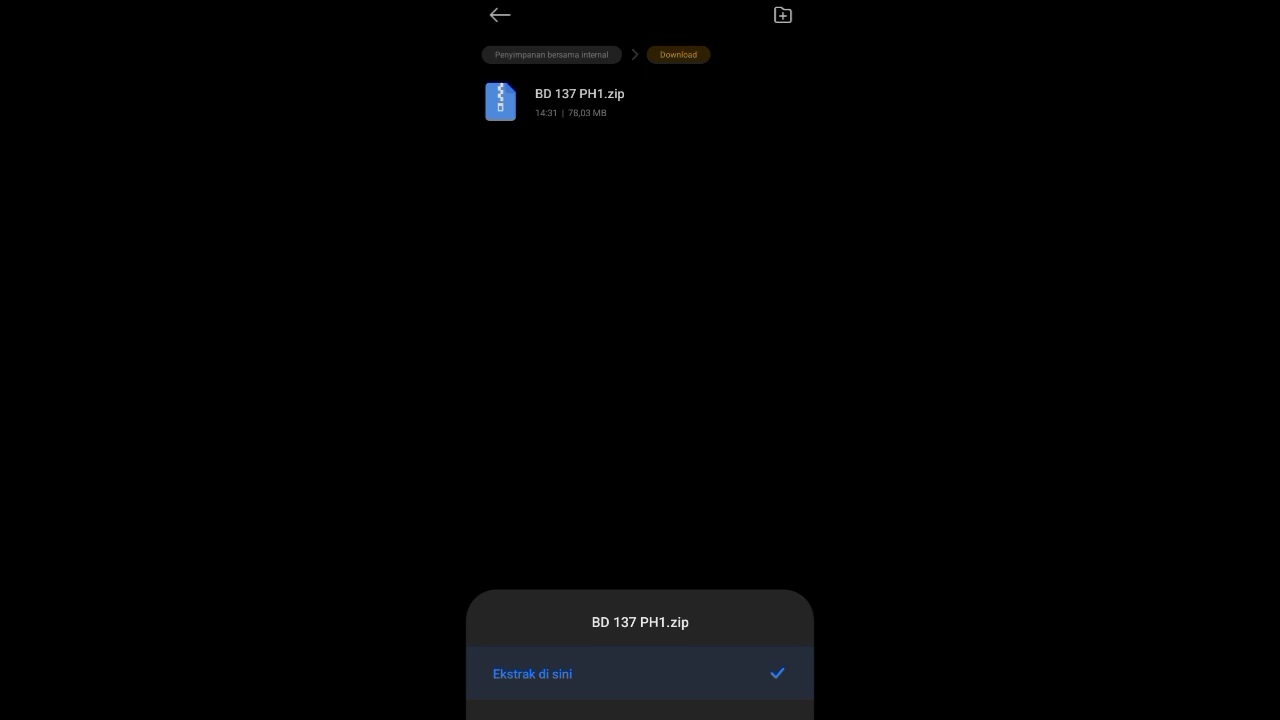 Penyimpanan bersama internal
Download
BD 137 PH1.zip
14:31 | 78,03 MB
BD 137 PH1.zip
Ekstrak di sini